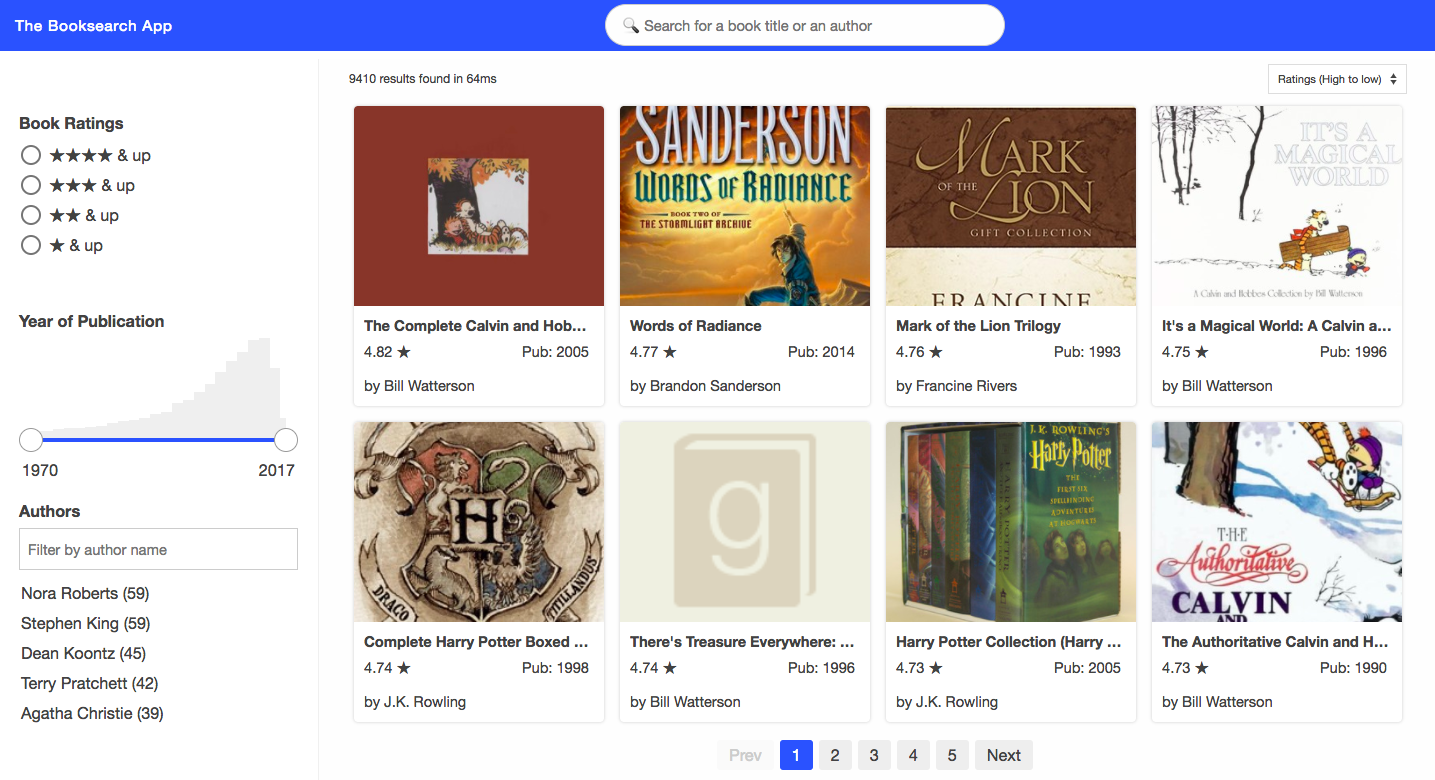 The Booksearch App
Search for a book title or an author
9410 results found in 64ms
Ratings (High to low)
Book Ratings
★★★★ & up
★★★ & up
★★ & up
★ & up
Year of Publication
1970 2017
Authors
Filter by author name
Nora Roberts (59)
Stephen King (59)
Dean Koontz (45)
Terry Pratchett (42)
Agatha Christie (39)
The Complete Calvin and Hob...
4.82 ★ Pub: 2005
by Bill Watterson
SANDERSON
WORDS OF RADIANCE
BOOK TWO OF
THE STORMLIGHT ARCHIVE
Words of Radiance
4.77 ★ Pub: 2014
by Brandon Sanderson
MARK
OF THE
LION
GIFT COLLECTION
FRANCINE
Mark of the Lion Trilogy
4.76 ★ Pub: 1993
by Francine Rivers
IT'S A
MAGICAL
WORLD
A Calvin and Hobbes Collection by Bill Watterson
It's a Magical World: A Calvin a...
4.75 ★ Pub: 1996
by Bill Watterson
H
DRACO
TITILLANDUS
Complete Harry Potter Boxed ...
4.74 ★ Pub: 1998
by J.K. Rowling
g
There's Treasure Everywhere: ...
4.74 ★ Pub: 1996
by Bill Watterson
J.K. ROWLING'S
Harry Potter
THE
FIRST SIX
SPELLBINDING
ADVENTURES
AT HOGWARTS
Harry Potter Collection (Harry ...
4.73 ★ Pub: 2005
by J.K. Rowling
THE
Authoritative
CALVIN
AND
The Authoritative Calvin and H...
4.73 ★ Pub: 1990
by Bill Watterson
Prev 1 2 3 4 5 Next